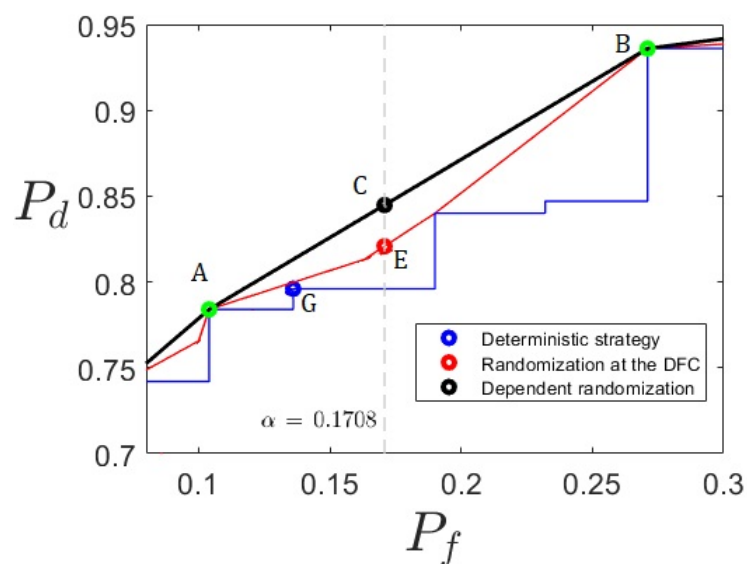 0.95
B
0.9
C
P_d
0.85
E
A
0.8
G
Deterministic strategy
Randomization at the DFC
Dependent randomization
0.75
α = 0.1708
0.7
0.1 0.15 0.2 0.25 0.3
P_f